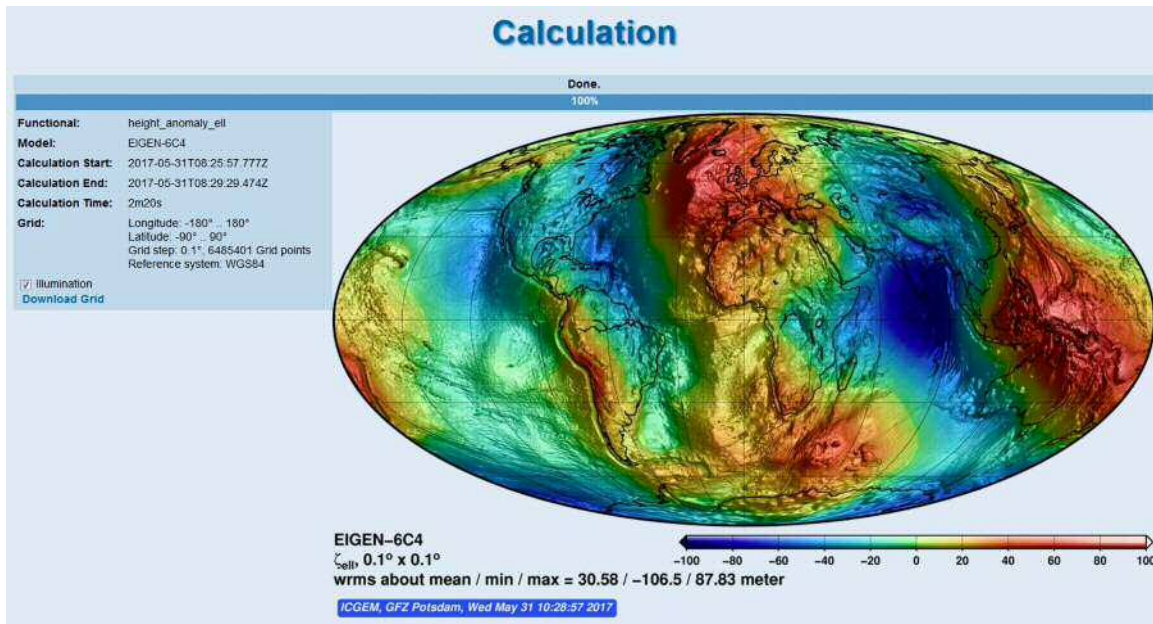 Calculation
Done.
100%
Functional: height_anomaly_ell
Model: EIGEN-6C4
Calculation Start: 2017-05-31T08:25:57.777Z
Calculation End: 2017-05-31T08:29:29.474Z
Calculation Time: 2m20s
Grid: Longitude: -180° .. 180°
Latitude: -90° .. 90°
Grid step: 0.1°, 6485401 Grid points
Reference system: WGS84
Illumination
Download Grid
EIGEN-6C4
ζell, 0.1º x 0.1º
wrms about mean / min / max = 30.58 / -106.5 / 87.83 meter
-100 -80 -60 -40 -20 0 20 40 60 80 100
ICGEM, GFZ Potsdam, Wed May 31 10:28:57 2017